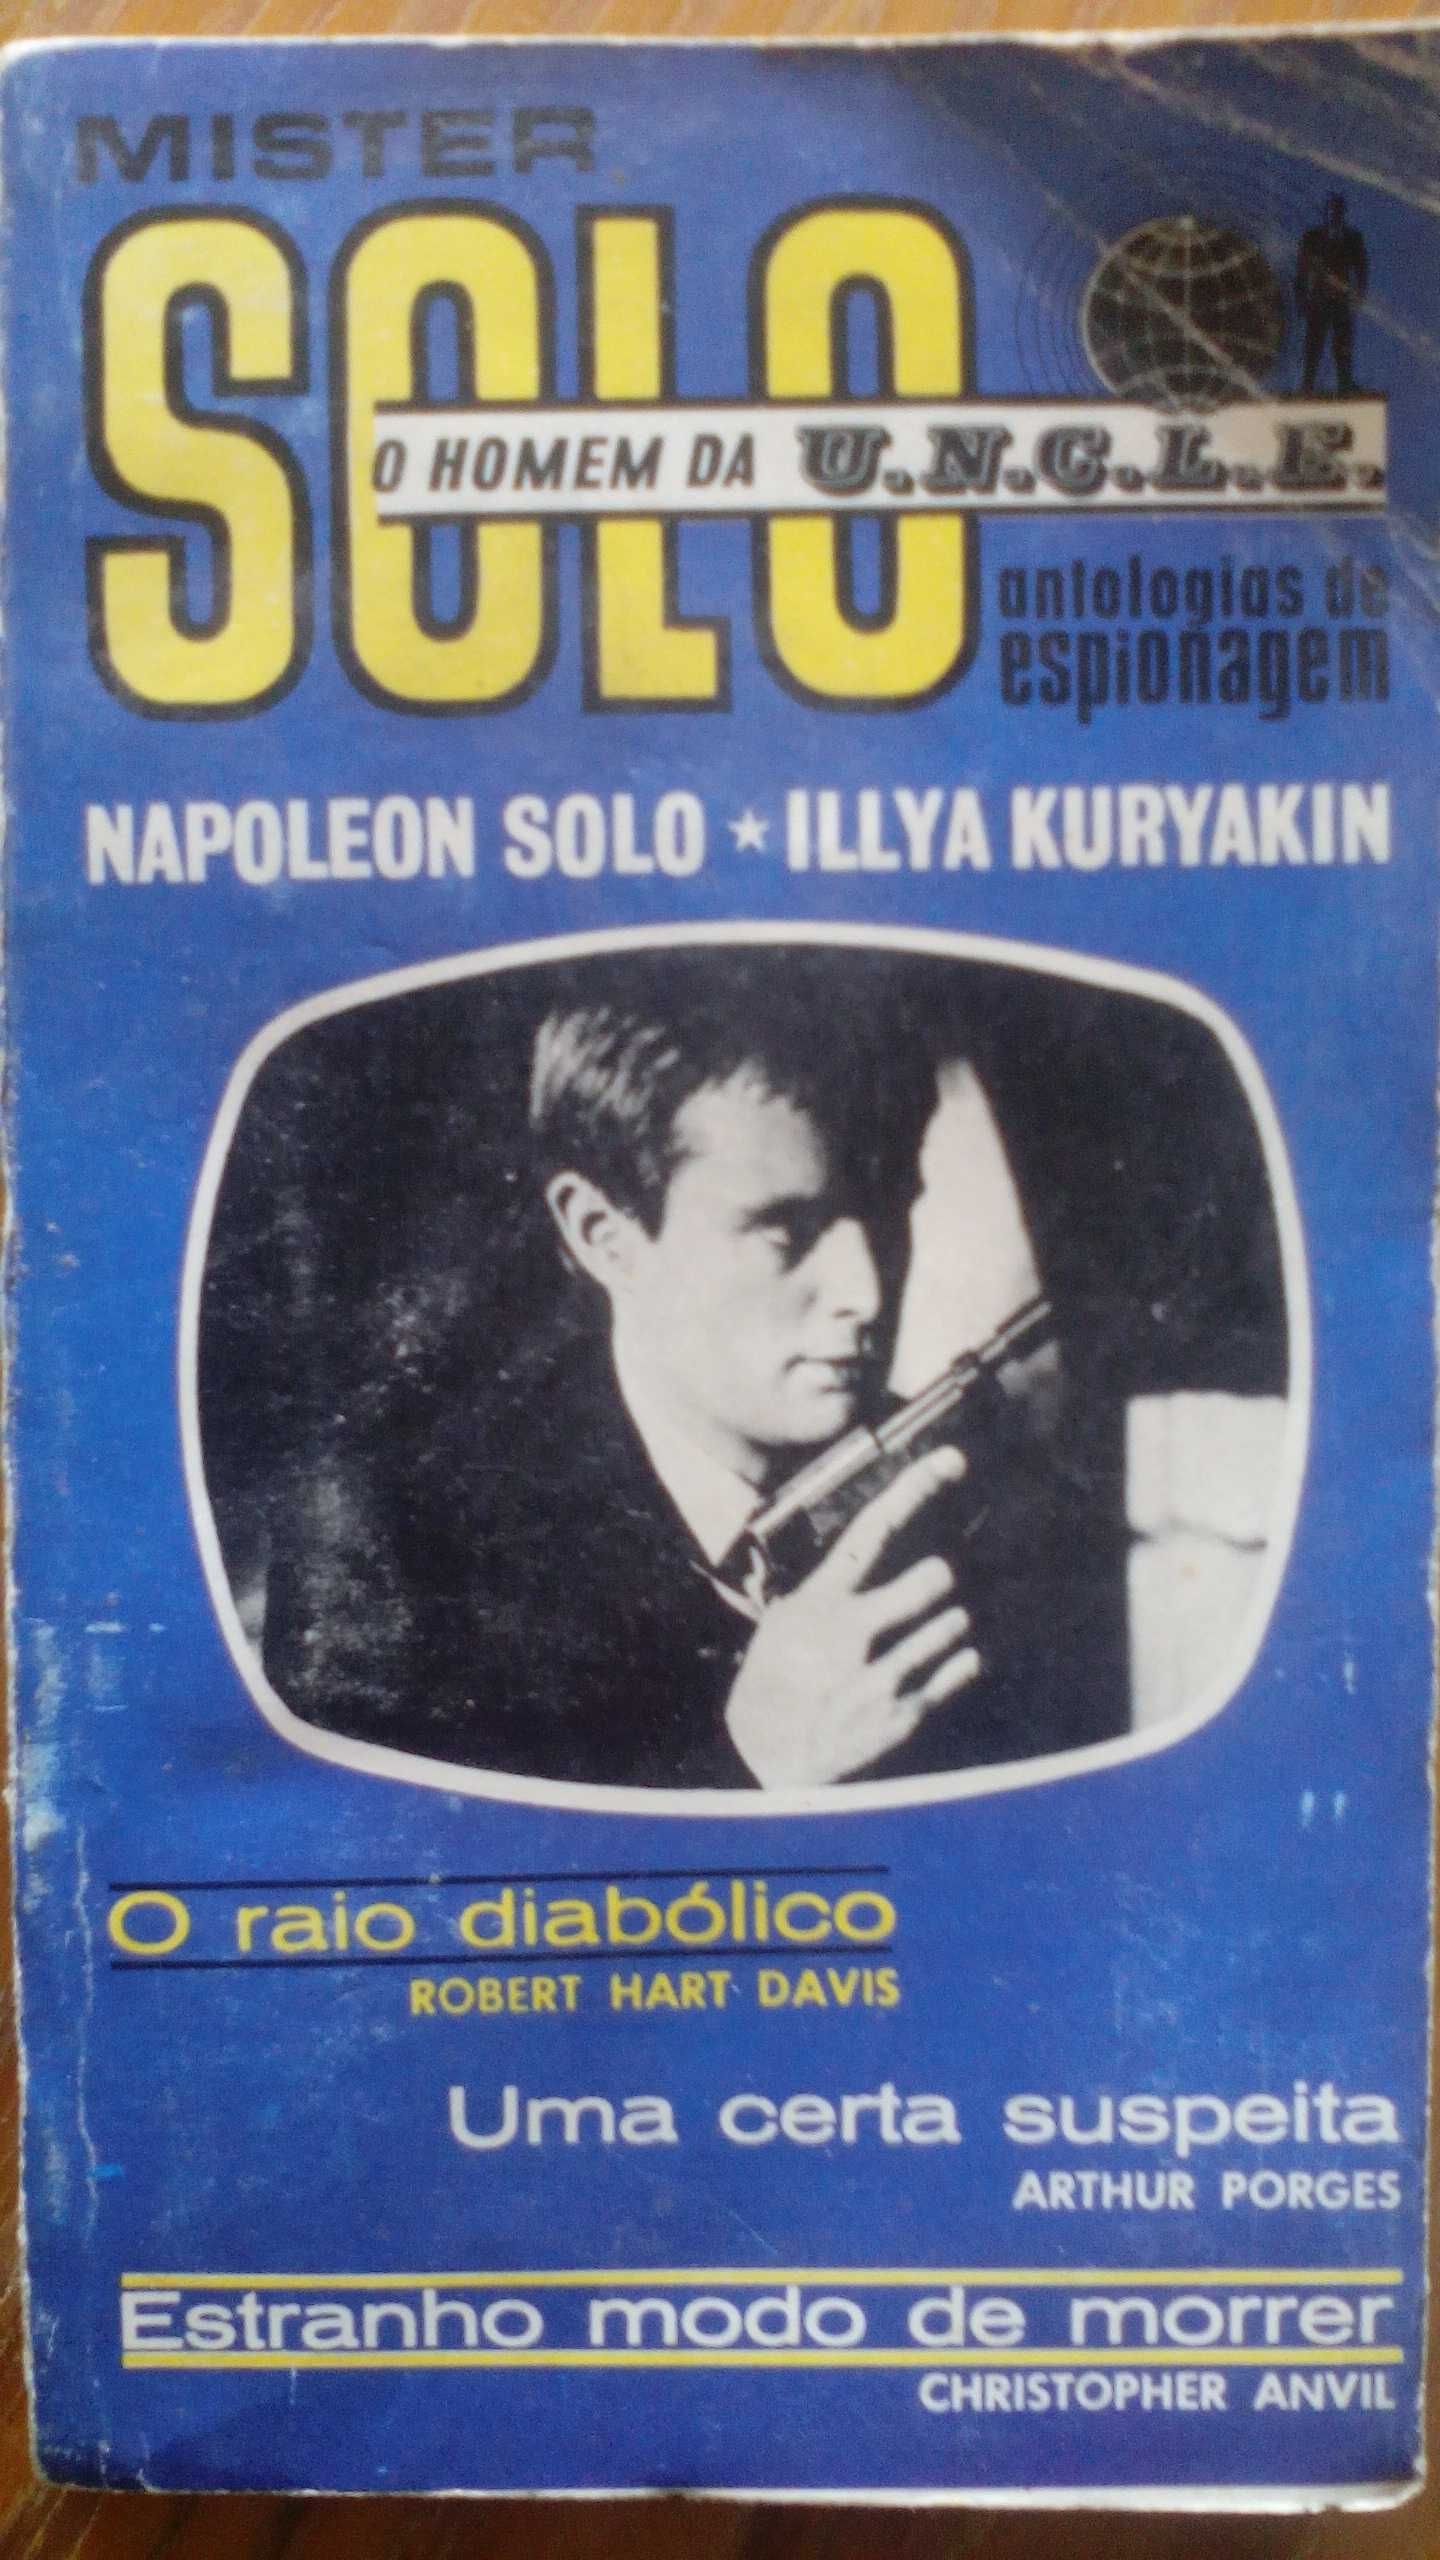 MISTER
SOLO
O HOMEM DA U.N.C.L.E.
antologias de
espionagem
NAPOLEON SOLO ★ ILLYA KURYAKIN
O raio diabólico
ROBERT HART DAVIS
Uma certa suspeita
ARTHUR PORGES
Estranho modo de morrer
CHRISTOPHER ANVIL